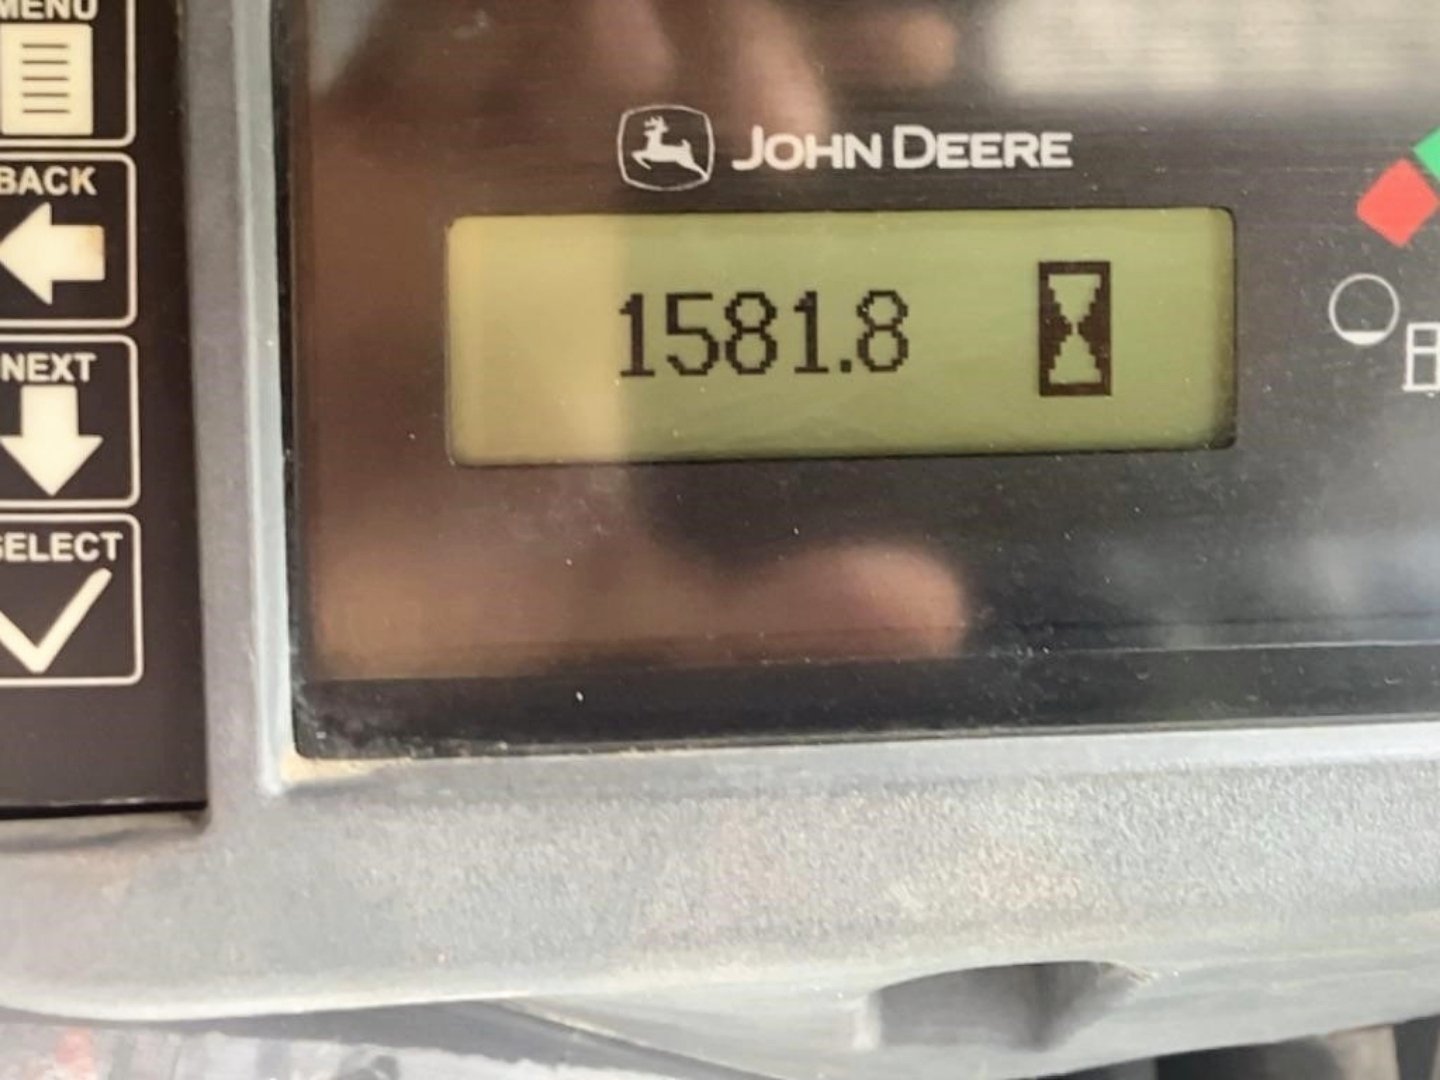 MENU
BACK
NEXT
SELECT
JOHN DEERE
1581.8